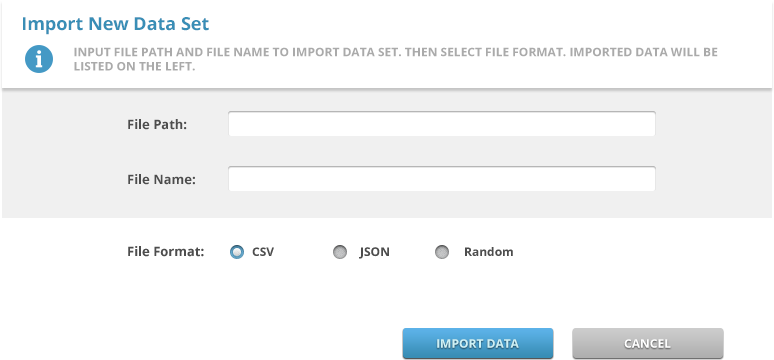 Import New Data Set
INPUT FILE PATH AND FILE NAME TO IMPORT DATA SET. THEN SELECT FILE FORMAT. IMPORTED DATA WILL BE
LISTED ON THE LEFT.
File Path:
File Name:
File Format: CSV JSON Random
IMPORT DATA CANCEL